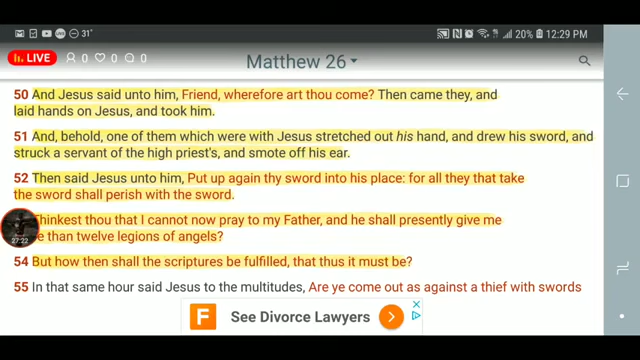 31° 20% 12:29 PM
LIVE 0 0 0
Matthew 26
50 And Jesus said unto him, Friend, wherefore art thou come? Then came they, and
laid hands on Jesus, and took him.
51 And, behold, one of them which were with Jesus stretched out his hand, and drew his sword, and
struck a servant of the high priest's, and smote off his ear.
52 Then said Jesus unto him, Put up again thy sword into his place: for all they that take
the sword shall perish with the sword.
Thinkest thou that I cannot now pray to my Father, and he shall presently give me
27:22
than twelve legions of angels?
54 But how then shall the scriptures be fulfilled, that thus it must be?
55 In that same hour said Jesus to the multitudes, Are ye come out as against a thief with swords
F See Divorce Lawyers